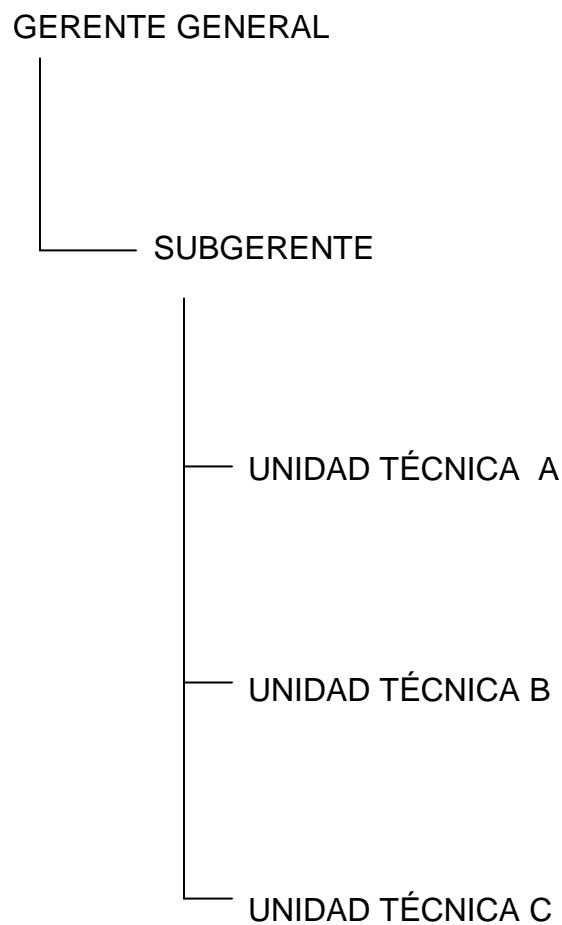 GERENTE GENERAL
SUBGERENTE
UNIDAD TÉCNICA A
UNIDAD TÉCNICA B
UNIDAD TÉCNICA C